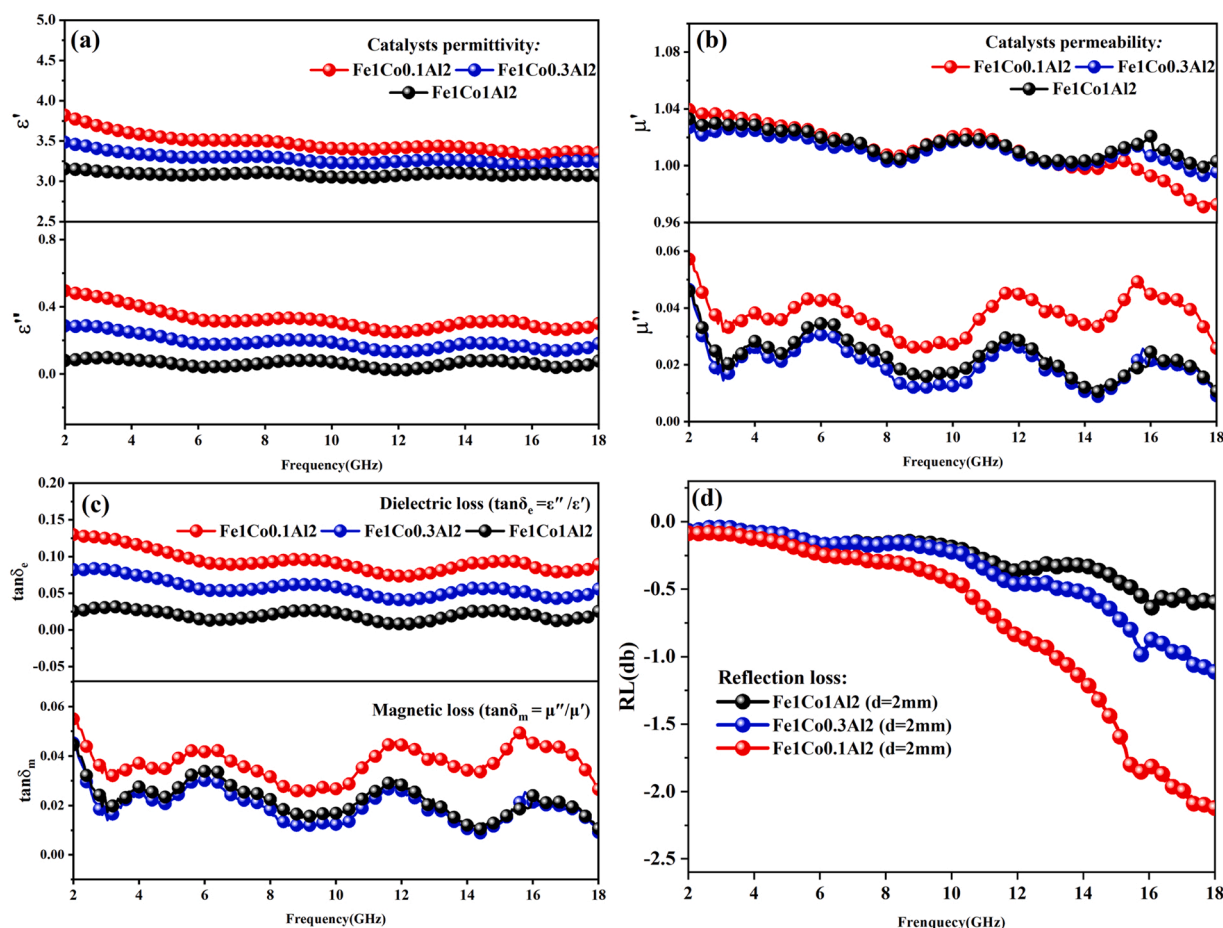 (a)
Catalysts permittivity:
Fe1Co0.1Al2 Fe1Co0.3Al2
Fe1Co1Al2
5.0
4.5
4.0
3.5
3.0
2.5
ε'
0.8
0.4
0.0
ε''
2 4 6 8 10 12 14 16 18
Frequency(GHz)
(b)
Catalysts permeability:
Fe1Co0.1Al2 Fe1Co0.3Al2
Fe1Co1Al2
1.08
1.04
1.00
0.96
μ'
0.06
0.04
0.02
0.00
μ''
2 4 6 8 10 12 14 16 18
Frequency(GHz)
(c)
Dielectric loss (tanδe =ε″/ε′)
Fe1Co0.1Al2 Fe1Co0.3Al2 Fe1Co1Al2
0.20
0.15
0.10
0.05
0.00
-0.05
tanδe
Magnetic loss (tanδm = μ″/μ′)
0.06
0.04
0.02
0.00
tanδm
2 4 6 8 10 12 14 16 18
Frequency(GHz)
(d)
0.0
-0.5
-1.0
-1.5
-2.0
-2.5
RL(db)
Reflection loss:
Fe1Co1Al2 (d=2mm)
Fe1Co0.3Al2 (d=2mm)
Fe1Co0.1Al2 (d=2mm)
2 4 6 8 10 12 14 16 18
Frenquecy(GHz)